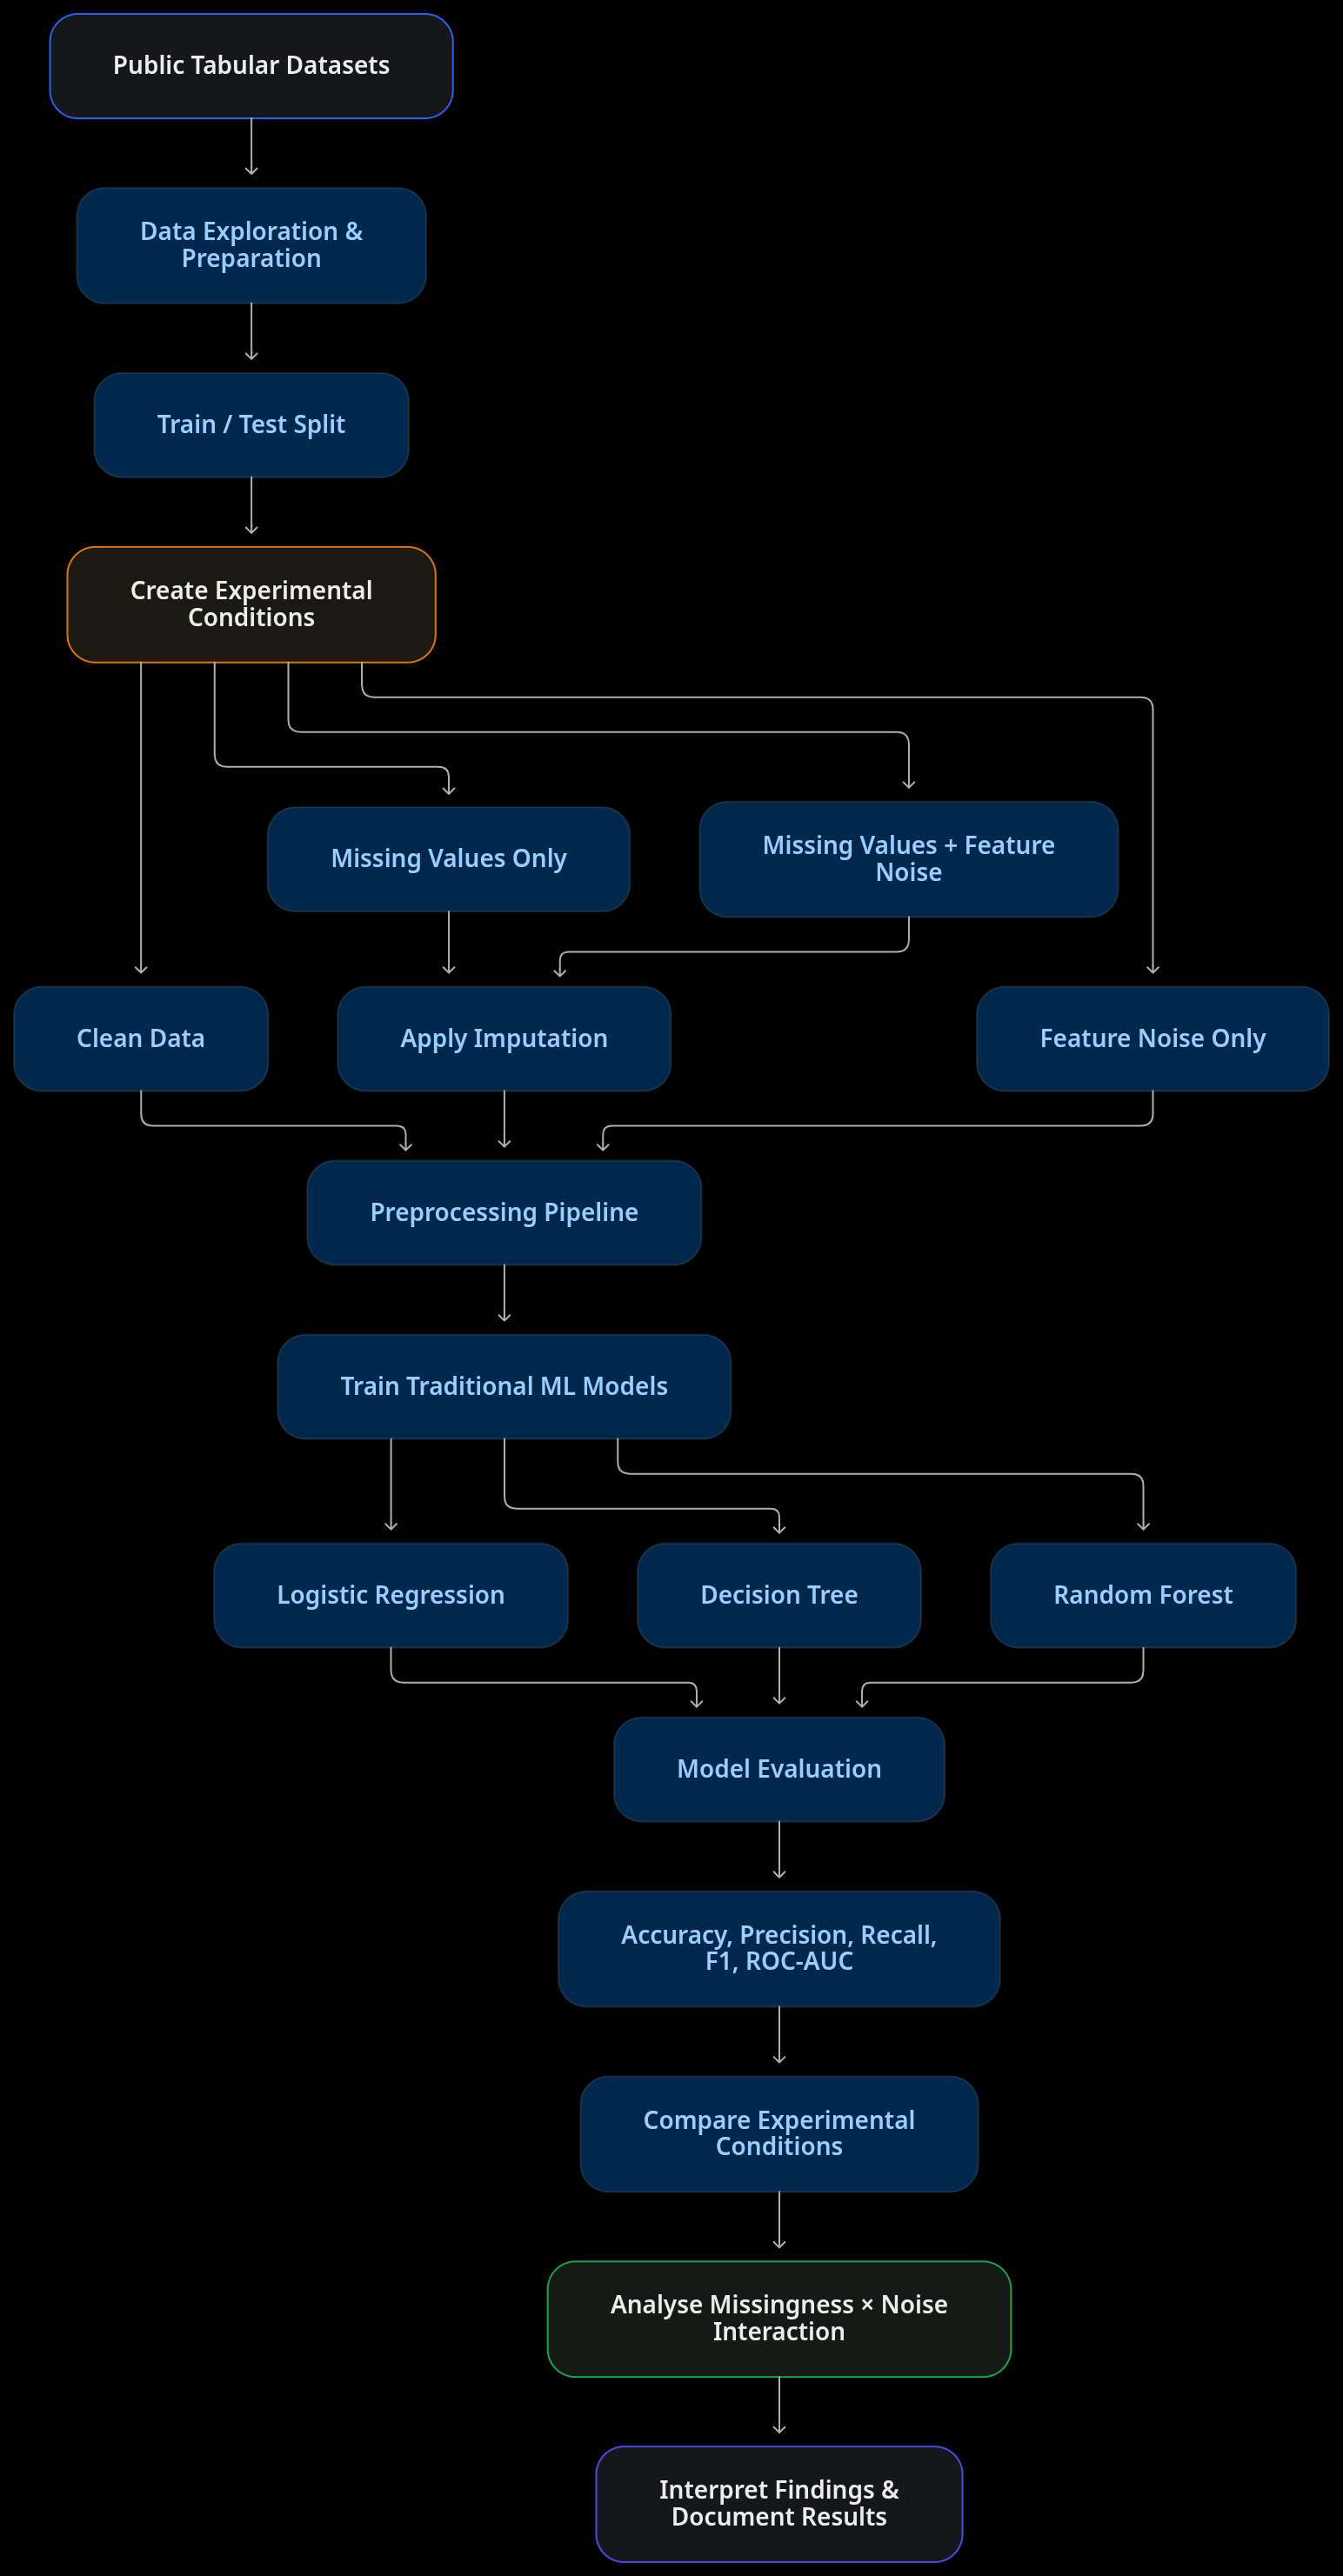 Public Tabular Datasets
Data Exploration &
Preparation
Train / Test Split
Create Experimental
Conditions
Missing Values Only
Missing Values + Feature
Noise
Clean Data
Apply Imputation
Feature Noise Only
Preprocessing Pipeline
Train Traditional ML Models
Logistic Regression
Decision Tree
Random Forest
Model Evaluation
Accuracy, Precision, Recall,
F1, ROC-AUC
Compare Experimental
Conditions
Analyse Missingness × Noise
Interaction
Interpret Findings &
Document Results